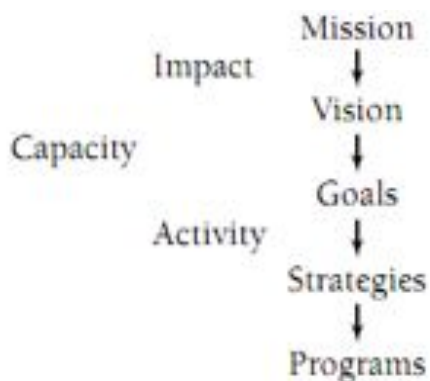 Mission
Impact
Vision
Capacity
Goals
Activity
Strategies
Programs